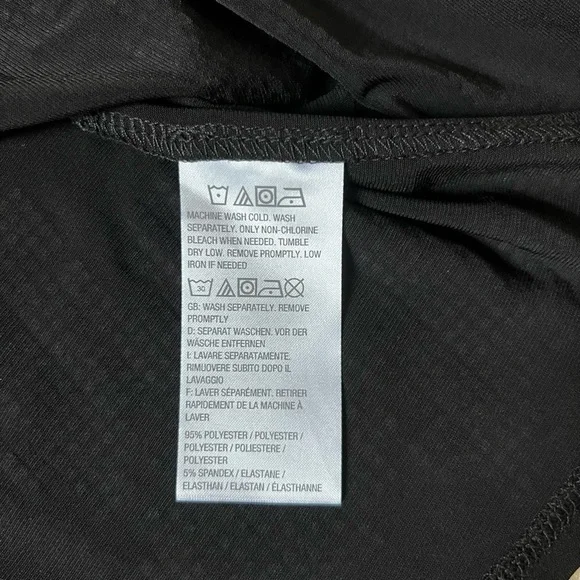 MACHINE WASH COLD. WASH
SEPARATELY. ONLY NON-CHLORINE
BLEACH WHEN NEEDED. TUMBLE
DRY LOW. REMOVE PROMPTLY. LOW
IRON IF NEEDED
30
GB: WASH SEPARATELY. REMOVE
PROMPTLY
D: SEPARAT WASCHEN. VOR DER
WÄSCHE ENTFERNEN
I: LAVARE SEPARATAMENTE.
RIMUOVERE SUBITO DOPO IL
LAVAGGIO
F: LAVER SÉPARÉMENT. RETIRER
RAPIDEMENT DE LA MACHINE À
LAVER
95% POLYESTER / POLYESTER /
POLYESTER / POLIESTERE /
POLYESTER
5% SPANDEX / ELASTANE /
ELASTHAN / ELASTAN / ÉLASTHANNE